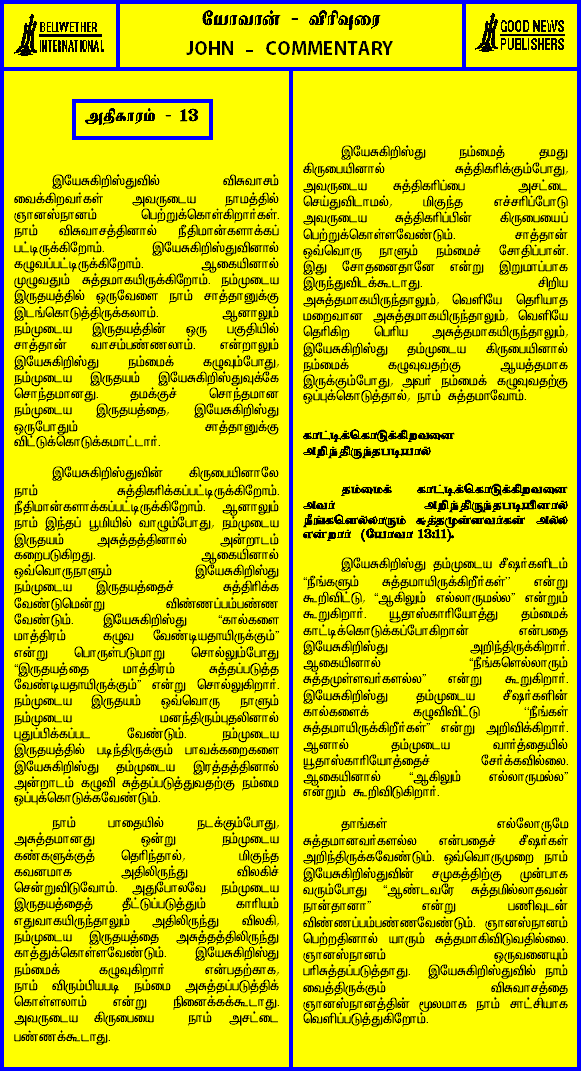 BELIWETHER
INTERNATIONAL
யோவான் - விரிவுரை
JOHN - COMMENTARY
GOOD NEWS
PUBLISHERS
அதிகாரம் - 13
இயேசுகிறிஸ்துவில் விசுவாசம்
வைக்கிறவர்கள் அவருடைய நாமத்தில்
ஞானஸ்நானம் பெற்றுக்கொள்கிறார்கள்.
நாம் விசுவாசத்தினால் நீதிமான்களாக்கப்
பட்டிருக்கிறோம். இயேசுகிறிஸ்துவினால்
கழுவப்பட்டிருக்கிறோம். ஆகையினால்
முழுவதும் சுத்தமாகயிருக்கிறோம். நம்முடைய
இருதயத்தில் ஒருவேளை நாம் சாத்தானுக்கு
இடங்கொடுத்திருக்கலாம். ஆனாலும்
நம்முடைய இருதயத்தின் ஒரு பகுதியில்
சாத்தான் வாசம்பண்ணலாம். என்றாலும்
இயேசுகிறிஸ்து நம்மைக் கழுவும்போது,
நம்முடைய இருதயம் இயேசுகிறிஸ்துவுக்கே
சொந்தமானது. தமக்குச் சொந்தமான
நம்முடைய இருதயத்தை, இயேசுகிறிஸ்து
ஒருபோதும் சாத்தானுக்கு
விட்டுக்கொடுக்கமாட்டார்.
இயேசுகிறிஸ்துவின் கிருபையினாலே
நாம் சுத்திகரிக்கப்பட்டிருக்கிறோம்.
நீதிமான்களாக்கப்பட்டிருக்கிறோம். ஆனாலும்
நாம் இந்தப் பூமியில் வாழும்போது, நம்முடைய
இருதயம் அசுத்தத்தினால் அன்றாடம்
கறைபடுகிறது. ஆகையினால்
ஒவ்வொருநாளும் இயேசுகிறிஸ்து
நம்முடைய இருதயத்தைச் சுத்திரிக்க
வேண்டுமென்று விண்ணப்பம்பண்ண
வேண்டும். இயேசுகிறிஸ்து “கால்களை
மாத்திரம் கழுவ வேண்டியதாயிருக்கும்”
என்று பொருள்படுமாறு சொல்லும்போது
“இருதயத்தை மாத்திரம் சுத்தப்படுத்த
வேண்டியதாயிருக்கும்” என்று சொல்லுகிறார்.
நம்முடைய இருதயம் ஒவ்வொரு நாளும்
நம்முடைய மனந்திரும்புதலினால்
புதுப்பிக்கப்பட வேண்டும். நம்முடைய
இருதயத்தில் படிந்திருக்கும் பாவக்கறைகளை
இயேசுகிறிஸ்து தம்முடைய இரத்தத்தினால்
அன்றாடம் கழுவி சுத்தப்படுத்துவதற்கு நம்மை
ஒப்புக்கொடுக்கவேண்டும்.
நாம் பாதையில் நடக்கும்போது,
அசுத்தமானது ஒன்று நம்முடைய
கண்களுக்குத் தெரிந்தால், மிகுந்த
கவனமாக அதிலிருந்து விலகிச்
சென்றுவிடுவோம். அதுபோலவே நம்முடைய
இருதயத்தைத் தீட்டுப்படுத்தும் காரியம்
எதுவாகயிருந்தாலும் அதிலிருந்து விலகி,
நம்முடைய இருதயத்தை அசுத்தத்திலிருந்து
காத்துக்கொள்ளவேண்டும். இயேசுகிறிஸ்து
நம்மைக் கழுவுகிறார் என்பதற்காக,
நாம் விரும்பியபடி நம்மை அசுத்தப்படுத்திக்
கொள்ளலாம் என்று நினைக்கக்கூடாது.
அவருடைய கிருபையை நாம் அசட்டை
பண்ணக்கூடாது.
இயேசுகிறிஸ்து நம்மைத் தமது
கிருபையினால் சுத்திகரிக்கும்போது,
அவருடைய சுத்திகரிப்பை அசட்டை
செய்துவிடாமல், மிகுந்த எச்சரிப்போடு
அவருடைய சுத்திகரிப்பின் கிருபையைப்
பெற்றுக்கொள்ளவேண்டும். சாத்தான்
ஒவ்வொரு நாளும் நம்மைச் சோதிப்பான்.
இது சோதனைதானே என்று இறுமாப்பாக
இருந்துவிடக்கூடாது. சிறிய
அசுத்தமாகயிருந்தாலும், வெளியே தெரியாத
மறைவான அசுத்தமாகயிருந்தாலும், வெளியே
தெரிகிற பெரிய அசுத்தமாகயிருந்தாலும்,
இயேசுகிறிஸ்து தம்முடைய கிருபையினால்
நம்மைக் கழுவுவதற்கு ஆயத்தமாக
இருக்கும்போது, அவர் நம்மைக் கழுவுவதற்கு
ஒப்புக்கொடுத்தால், நாம் சுத்தமாவோம்.
காட்டிக்கொடுக்கிறவனை
அறிந்திருந்தபடியால்
தம்மைக் காட்டிக்கொடுக்கிறவனை
அவர் அறிந்திருந்தபடியினால்
நீங்களெல்லாரும் சுத்தமுள்ளவர்கள் அல்ல
என்றார் (யோவா 13:11).
இயேசுகிறிஸ்து தம்முடைய சீஷர்களிடம்
“நீங்களும் சுத்தமாயிருக்கிறீர்கள்” என்று
கூறிவிட்டு, “ஆகிலும் எல்லாருமல்ல” என்றும்
கூறுகிறார். யூதாஸ்காரியோத்து தம்மைக்
காட்டிக்கொடுக்கப்போகிறான் என்பதை
இயேசுகிறிஸ்து அறிந்திருக்கிறார்.
ஆகையினால் “நீங்களெல்லாரும்
சுத்தமுள்ளவர்களல்ல” என்று கூறுகிறார்.
இயேசுகிறிஸ்து தம்முடைய சீஷர்களின்
கால்களைக் கழுவிவிட்டு “நீங்கள்
சுத்தமாயிருக்கிறீர்கள்” என்று அறிவிக்கிறார்.
ஆனால் தம்முடைய வார்த்தையில்
யூதாஸ்காரியோத்தைச் சேர்க்கவில்லை.
ஆகையினால் “ஆகிலும் எல்லாருமல்ல”
என்றும் கூறிவிடுகிறார்.
தாங்கள் எல்லோருமே
சுத்தமானவர்களல்ல என்பதைச் சீஷர்கள்
அறிந்திருக்கவேண்டும். ஒவ்வொருமுறை நாம்
இயேசுகிறிஸ்துவின் சமுகத்திற்கு முன்பாக
வரும்போது “ஆண்டவரே சுத்தமில்லாதவன்
நான்தானா” என்று பணிவுடன்
விண்ணப்பம்பண்ணவேண்டும். ஞானஸ்நானம்
பெற்றதினால் யாரும் சுத்தமாகிவிடுவதில்லை.
ஞானஸ்நானம் ஒருவனையும்
பரிசுத்தப்படுத்தாது. இயேசுகிறிஸ்துவில் நாம்
வைத்திருக்கும் விசுவாசத்தை
ஞானஸ்நானத்தின் மூலமாக நாம் சாட்சியாக
வெளிப்படுத்துகிறோம்.